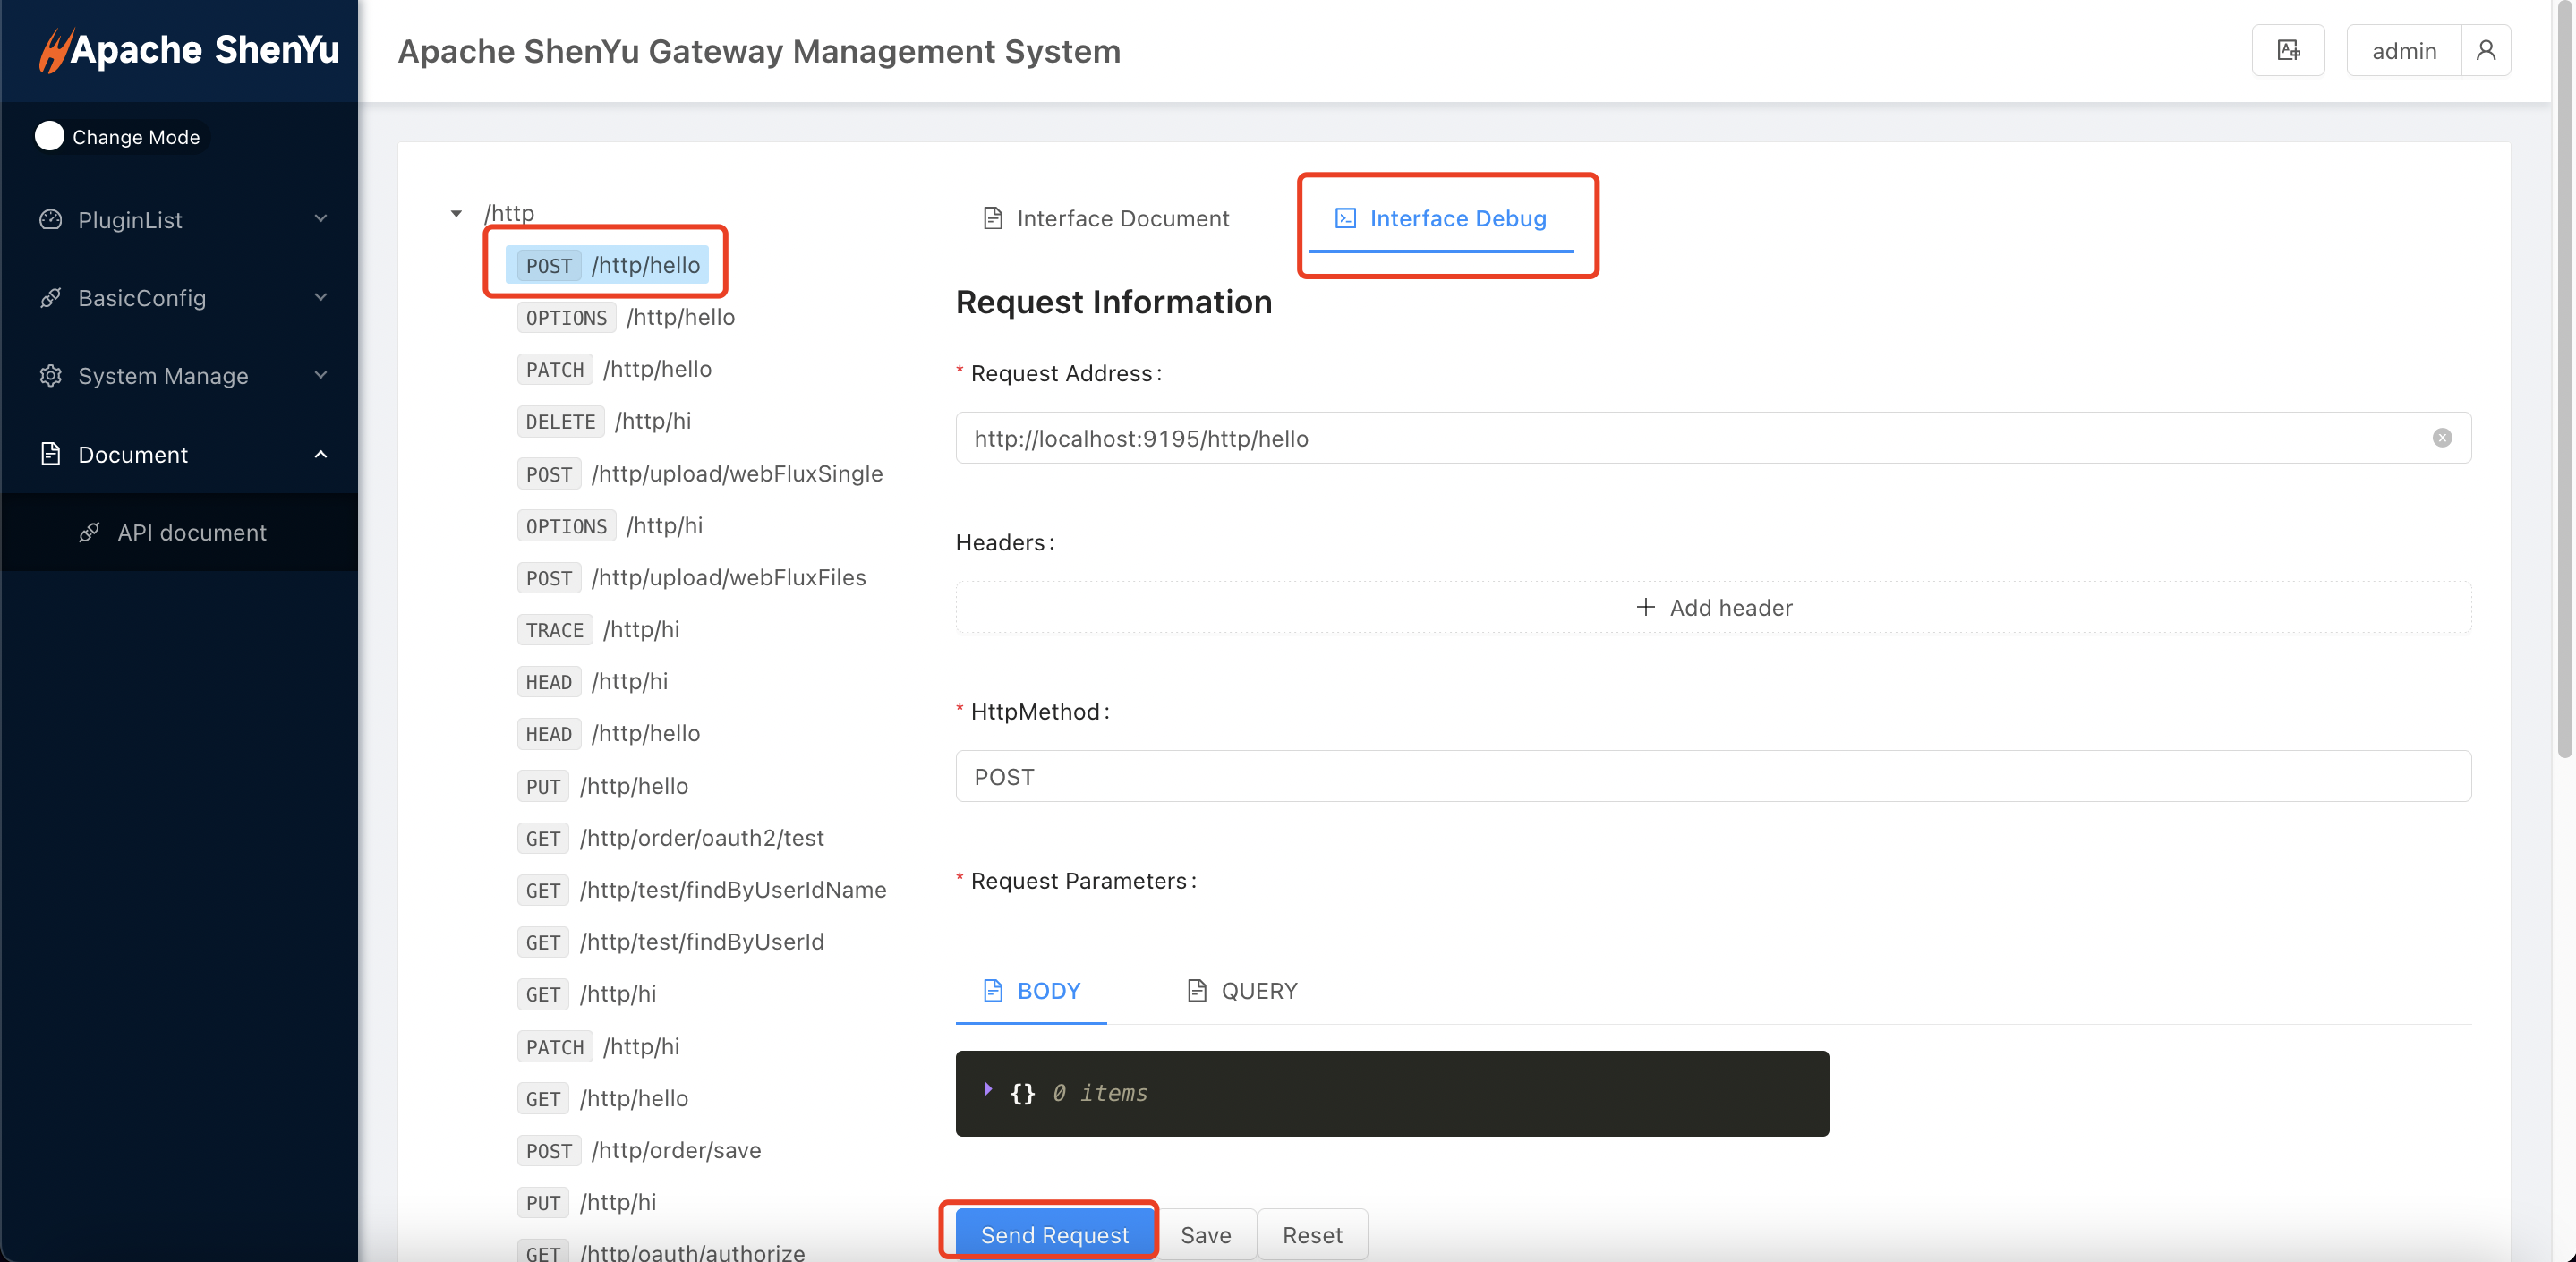 Apache ShenYu
Apache ShenYu Gateway Management System
admin
Change Mode
PluginList
BasicConfig
System Manage
Document
API document
/http
POST /http/hello
OPTIONS /http/hello
PATCH /http/hello
DELETE /http/hi
POST /http/upload/webFluxSingle
OPTIONS /http/hi
POST /http/upload/webFluxFiles
TRACE /http/hi
HEAD /http/hi
HEAD /http/hello
PUT /http/hello
GET /http/order/oauth2/test
GET /http/test/findByUserIdName
GET /http/test/findByUserId
GET /http/hi
PATCH /http/hi
GET /http/hello
POST /http/order/save
PUT /http/hi
GET /http/oauth/authorize
Interface Document
Interface Debug
Request Information
* Request Address:
http://localhost:9195/http/hello
Headers:
+ Add header
* HttpMethod:
POST
* Request Parameters:
BODY
QUERY
{} 0 items
Send Request
Save
Reset